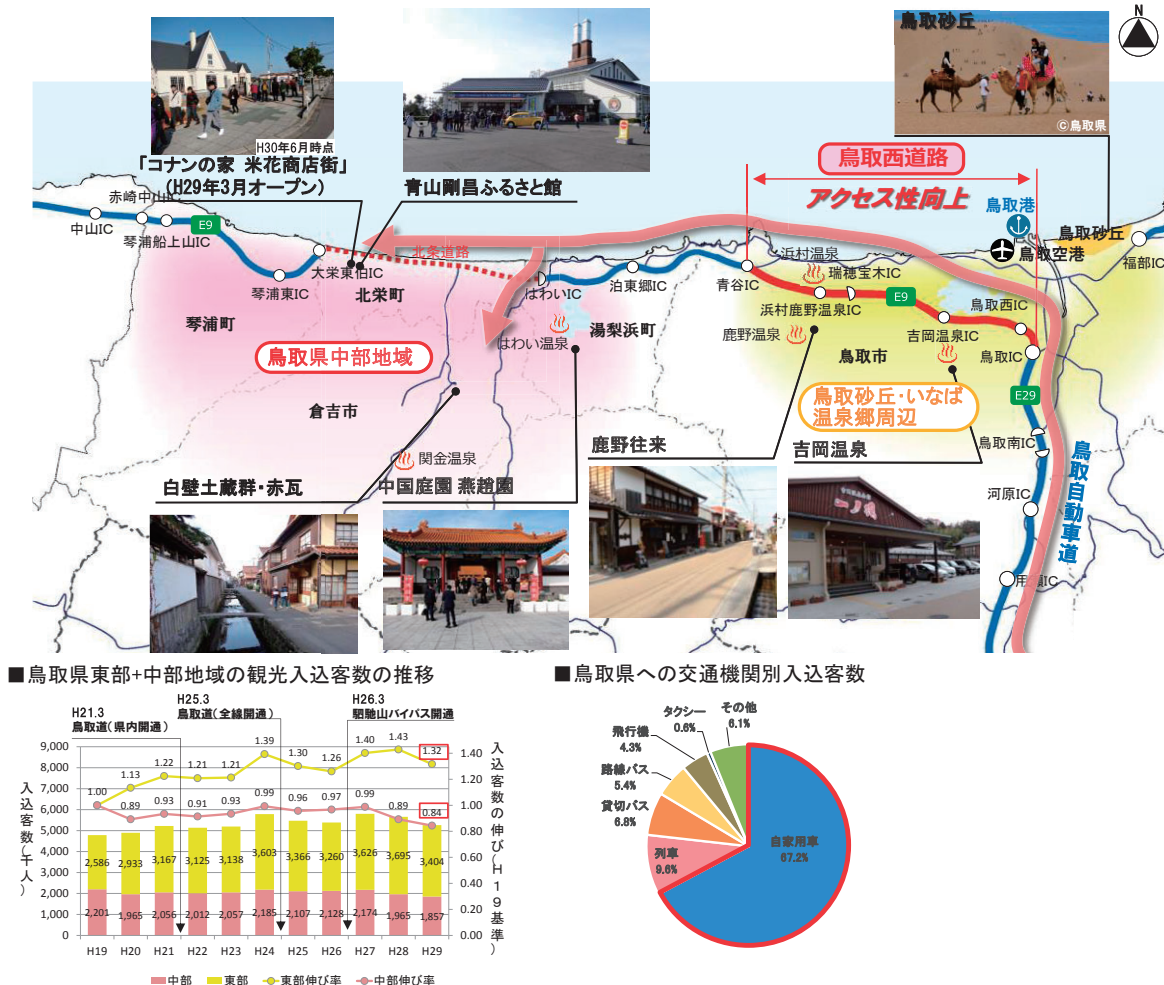 鳥取砂丘
N
©鳥取県
H30年6月時点
「コナンの家 米花商店街」
(H29年3月オープン)
青山剛昌ふるさと館
鳥取西道路
アクセス性向上
鳥取港
鳥取砂丘
鳥取空港
福部IC
赤崎中山IC
中山IC
E9
琴浦船上山IC
琴浦東IC
大栄東伯IC
北条道路
北栄町
はわいIC
泊東郷IC
青谷IC
浜村温泉
瑞穂宝木IC
浜村鹿野温泉IC
E9
鳥取西IC
吉岡温泉IC
鳥取IC
琴浦町
湯梨浜町
はわい温泉
鹿野温泉
鳥取市
鳥取県中部地域
倉吉市
鳥取砂丘・いなば
温泉郷周辺
E29
鳥取南IC
関金温泉
鹿野往来
吉岡温泉
白壁土蔵群・赤瓦
中国庭園 燕趙園
河原IC
鳥取自動車道
一ノ湯
■鳥取県東部+中部地域の観光入込客数の推移
H21.3
鳥取道(県内開通)
H25.3
鳥取道(全線開通)
H26.3
駟馳山バイパス開通
入込客数(千人)
9,000
8,000
7,000
6,000
5,000
4,000
3,000
2,000
1,000
0
1.00
1.13
1.22
1.21
1.21
1.39
1.30
1.26
1.40
1.43
1.32
0.89
0.93
0.91
0.93
0.99
0.96
0.97
0.99
0.89
0.84
2,586
2,933
3,167
3,125
3,138
3,603
3,366
3,260
3,626
3,695
3,404
2,201
1,965
2,056
2,012
2,057
2,185
2,107
2,128
2,174
1,965
1,857
H19
H20
H21
H22
H23
H24
H25
H26
H27
H28
H29
1.40
1.20
1.00
0.80
0.60
0.40
0.20
0.00
入込客数の伸び(H19基準)
中部
東部
東部伸び率
中部伸び率
■鳥取県への交通機関別入込客数
自家用車
67.2%
列車
9.6%
貸切バス
6.8%
路線バス
5.4%
飛行機
4.3%
タクシー
0.6%
その他
6.1%